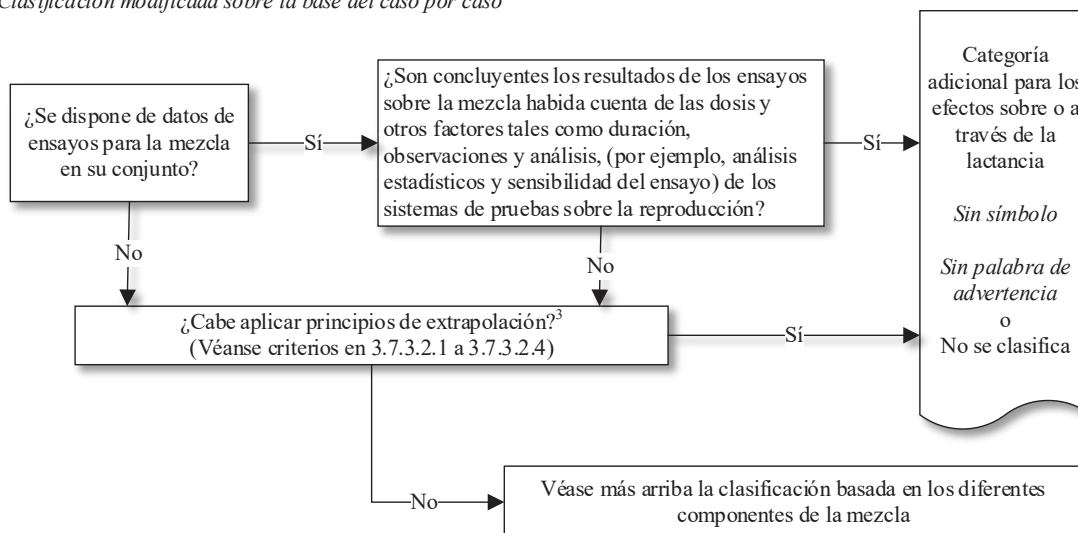 Clasificación modificada sobre la base del caso por caso
¿Se dispone de datos de
ensayos para la mezcla
en su conjunto?
Sí
¿Son concluyentes los resultados de los ensayos
sobre la mezcla habida cuenta de las dosis y
otros factores tales como duración,
observaciones y análisis, (por ejemplo, análisis
estadísticos y sensibilidad del ensayo) de los
sistemas de pruebas sobre la reproducción?
Sí
Categoría
adicional para los
efectos sobre o a
través de la
lactancia
Sin símbolo
Sin palabra de
advertencia
o
No se clasifica
No
No
¿Cabe aplicar principios de extrapolación?3
(Véanse criterios en 3.7.3.2.1 a 3.7.3.2.4)
Sí
No
Véase más arriba la clasificación basada en los diferentes
componentes de la mezcla